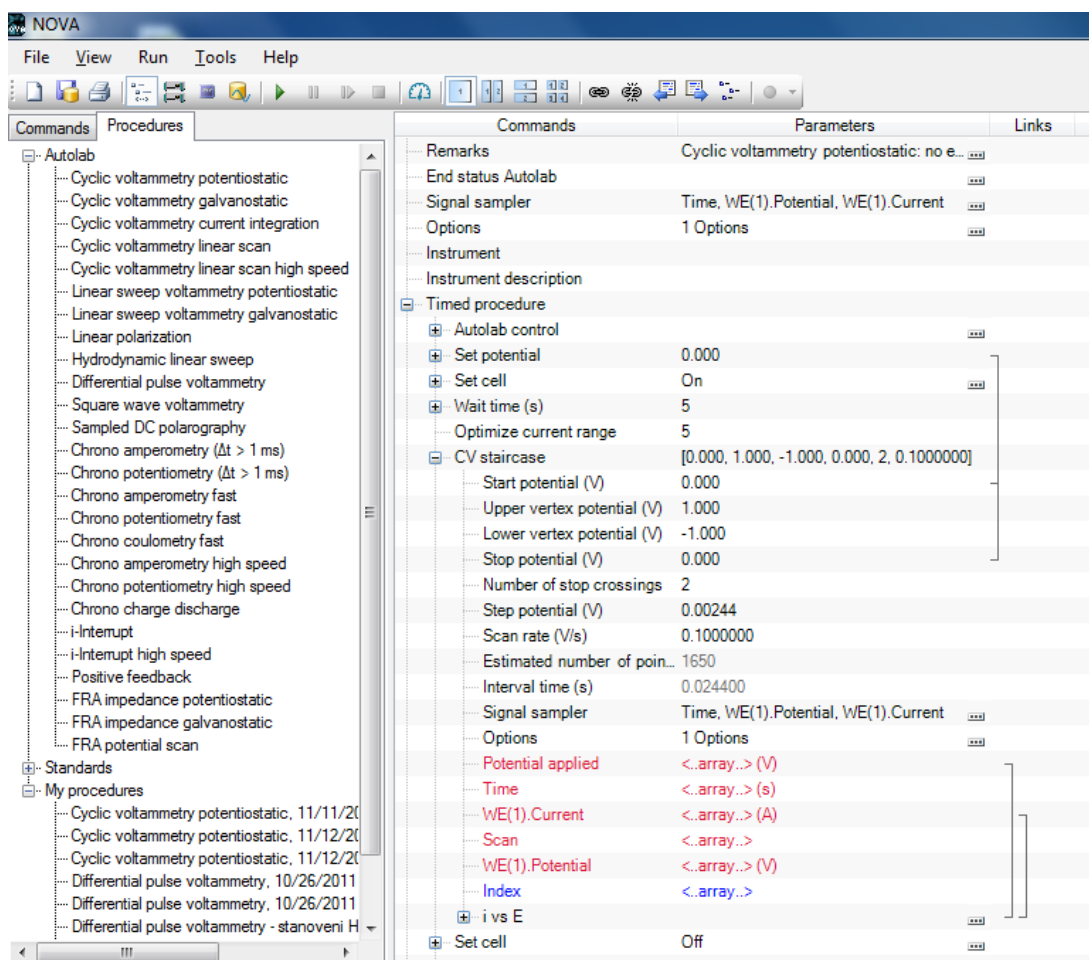 NOVA
File View Run Tools Help
Commands Procedures
Autolab
Cyclic voltammetry potentiostatic
Cyclic voltammetry galvanostatic
Cyclic voltammetry current integration
Cyclic voltammetry linear scan
Cyclic voltammetry linear scan high speed
Linear sweep voltammetry potentiostatic
Linear sweep voltammetry galvanostatic
Linear polarization
Hydrodynamic linear sweep
Differential pulse voltammetry
Square wave voltammetry
Sampled DC polarography
Chrono amperometry (Δt > 1 ms)
Chrono potentiometry (Δt > 1 ms)
Chrono amperometry fast
Chrono potentiometry fast
Chrono coulometry fast
Chrono amperometry high speed
Chrono potentiometry high speed
Chrono charge discharge
i-Interrupt
i-Interrupt high speed
Positive feedback
FRA impedance potentiostatic
FRA impedance galvanostatic
FRA potential scan
Standards
My procedures
Cyclic voltammetry potentiostatic, 11/11/20
Cyclic voltammetry potentiostatic, 11/12/20
Cyclic voltammetry potentiostatic, 11/12/20
Differential pulse voltammetry, 10/26/2011
Differential pulse voltammetry, 10/26/2011
Differential pulse voltammetry - stanoveni H
Commands Parameters Links
Remarks Cyclic voltammetry potentiostatic: no e...
End status Autolab
Signal sampler Time, WE(1).Potential, WE(1).Current
Options 1 Options
Instrument
Instrument description
Timed procedure
Autolab control
Set potential 0.000
Set cell On
Wait time (s) 5
Optimize current range 5
CV staircase [0.000, 1.000, -1.000, 0.000, 2, 0.1000000]
Start potential (V) 0.000
Upper vertex potential (V) 1.000
Lower vertex potential (V) -1.000
Stop potential (V) 0.000
Number of stop crossings 2
Step potential (V) 0.00244
Scan rate (V/s) 0.1000000
Estimated number of poin... 1650
Interval time (s) 0.024400
Signal sampler Time, WE(1).Potential, WE(1).Current
Options 1 Options
Potential applied <..array..> (V)
Time <..array..> (s)
WE(1).Current <..array..> (A)
Scan <..array..>
WE(1).Potential <..array..> (V)
Index <..array..>
i vs E
Set cell Off